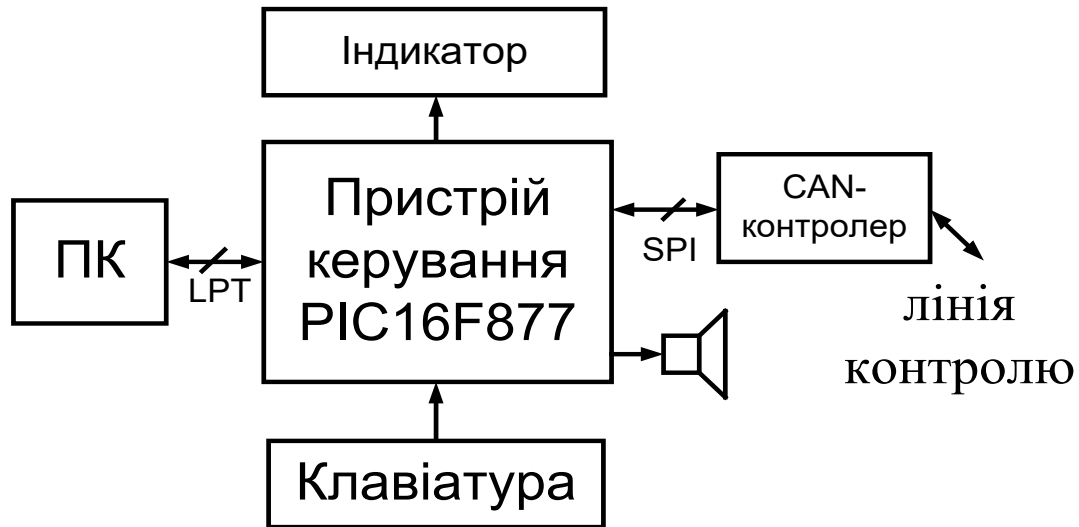 Індикатор
Пристрій
керування
PIC16F877
ПК
LPT
SPI
CAN-
контролер
лінія
контролю
Клавіатура